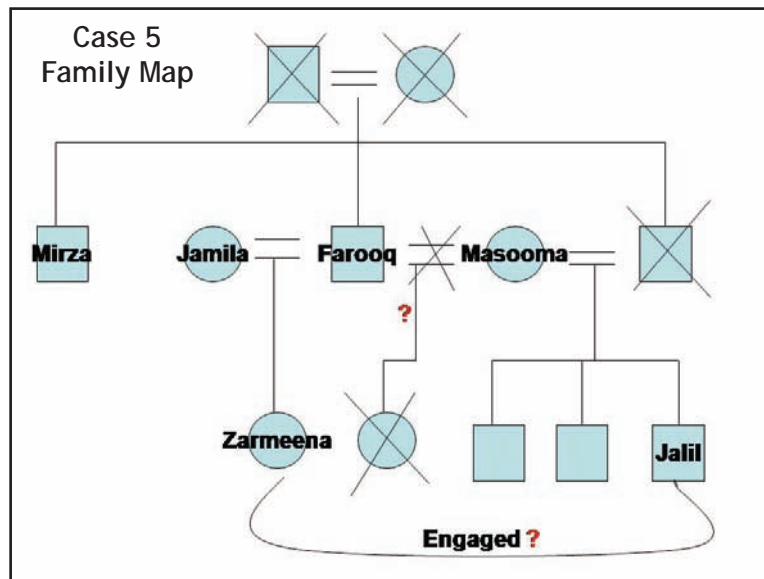 Case 5
Family Map
Mirza
Jamila
Farooq
Masooma
?
Zarmeena
Jalil
Engaged ?